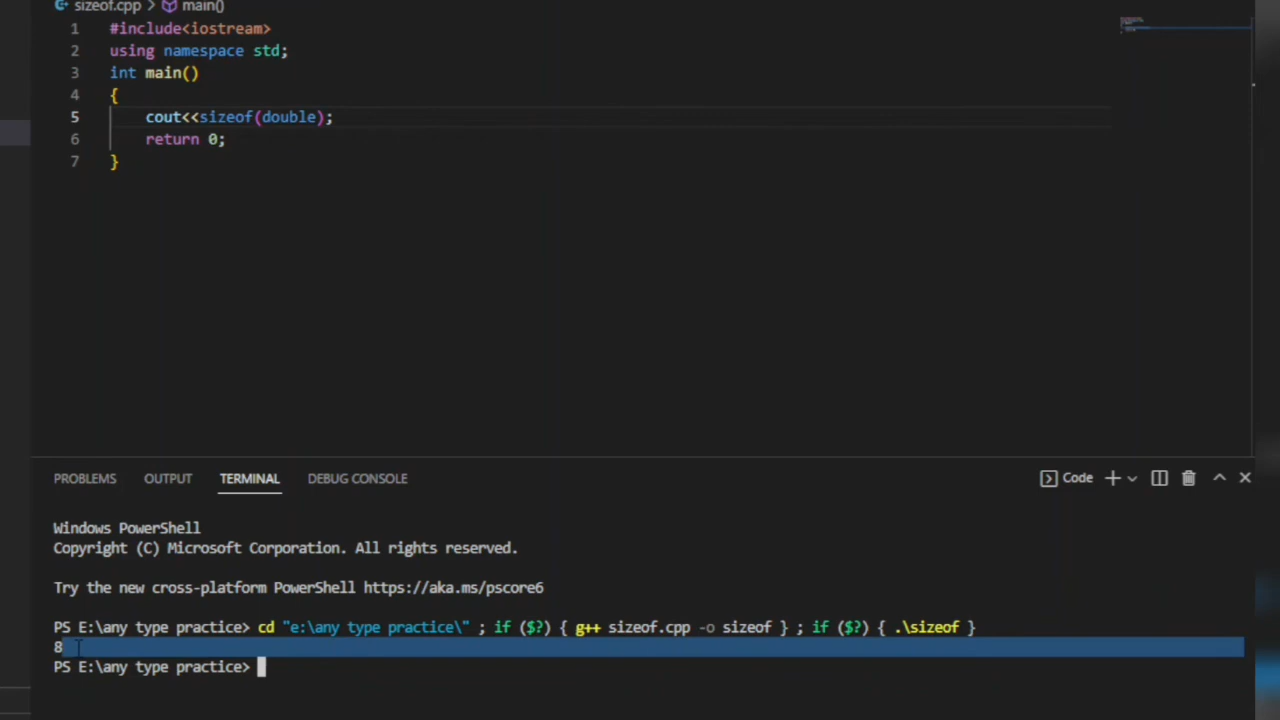 sizeof.cpp > main()
1 #include<iostream>
2 using namespace std;
3 int main()
4 {
5 cout<<sizeof(double);
6 return 0;
7 }
PROBLEMS OUTPUT TERMINAL DEBUG CONSOLE Code
Windows PowerShell
Copyright (C) Microsoft Corporation. All rights reserved.
Try the new cross-platform PowerShell https://aka.ms/pscore6
PS E:\any type practice> cd "e:\any type practice\" ; if ($?) { g++ sizeof.cpp -o sizeof } ; if ($?) { .\sizeof }
8
PS E:\any type practice>